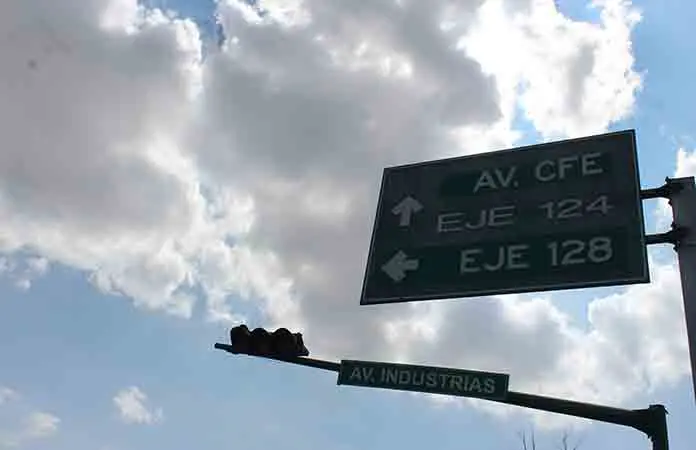 AV. CFE
EJE 124
EJE 128
AV. INDUSTRIAS